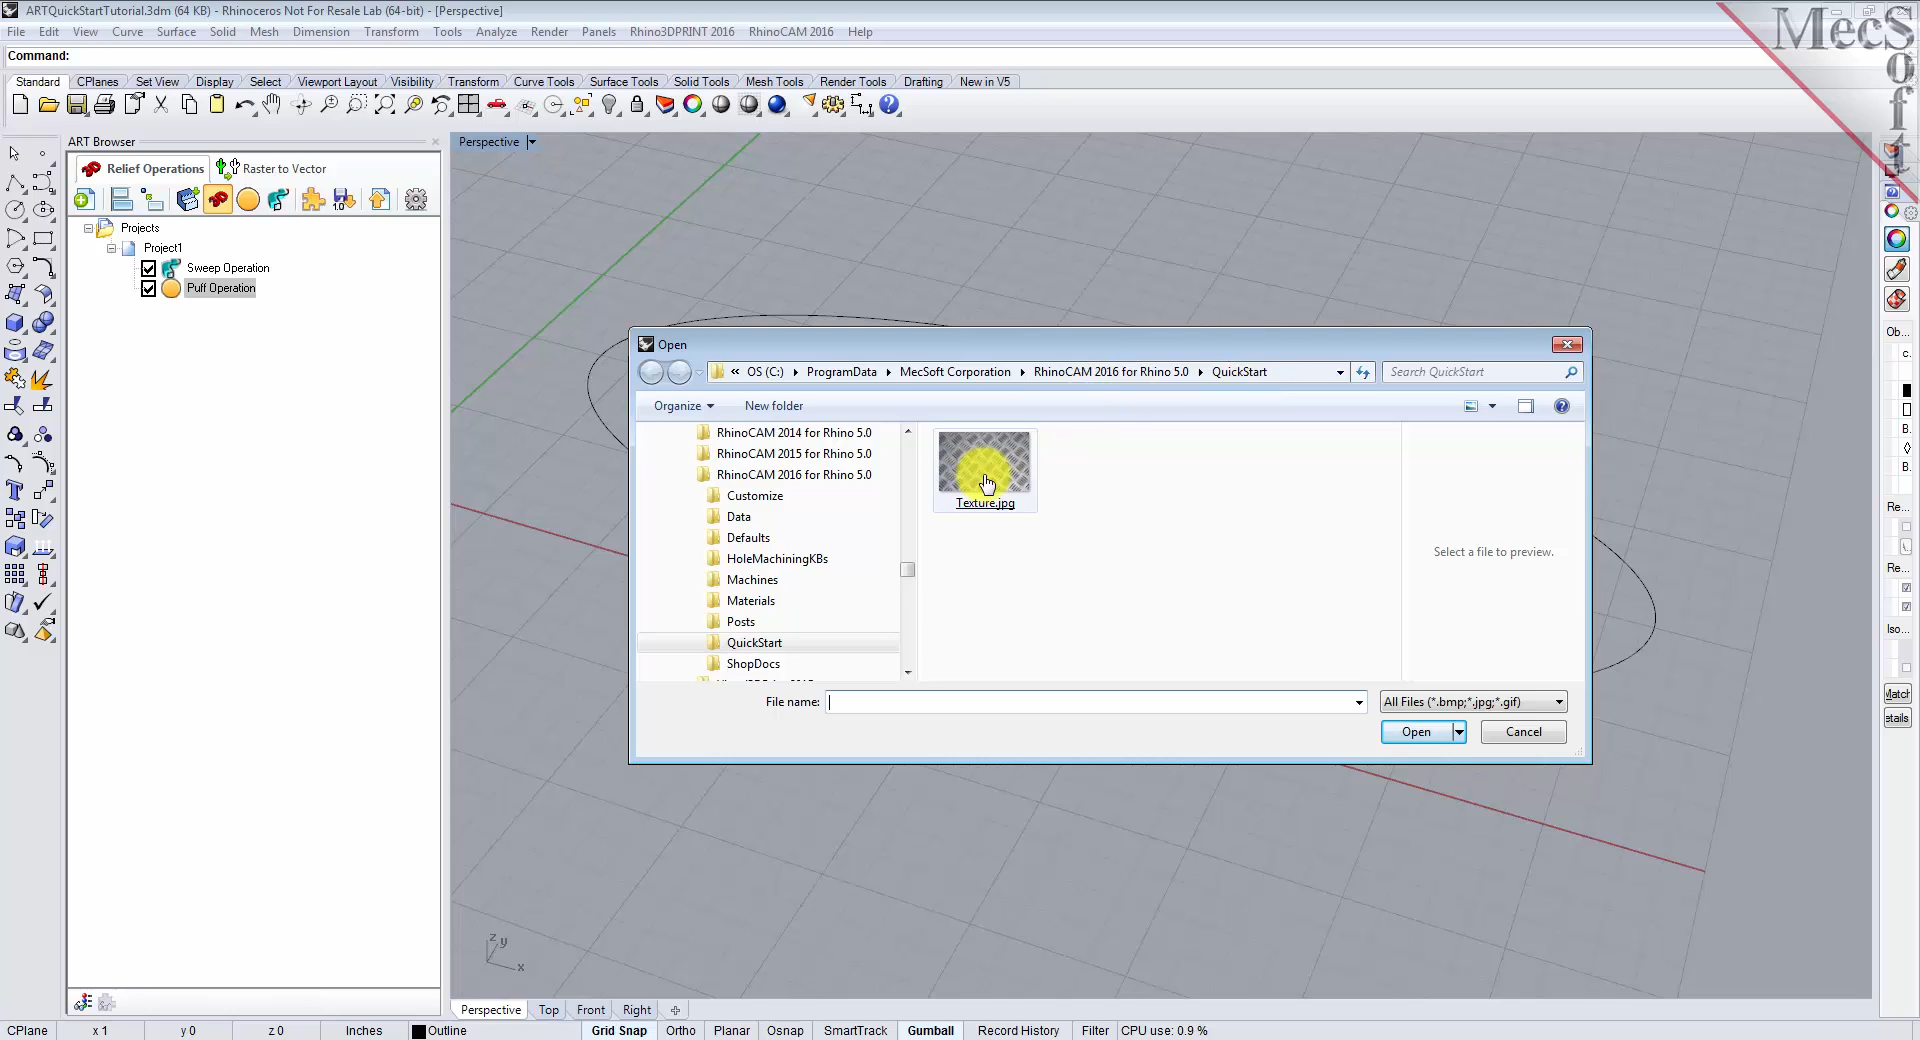 ARTQuickStartTutorial.3dm (64 KB) - Rhinoceros Not For Resale Lab (64-bit) - [Perspective]
File Edit View Curve Surface Solid Mesh Dimension Transform Tools Analyze Render Panels Rhino3DPRINT 2016 RhinoCAM 2016 Help
MecSoft
Command:
Standard CPlanes Set View Display Select Viewport Layout Visibility Transform Curve Tools Surface Tools Solid Tools Mesh Tools Render Tools Drafting New in V5
ART Browser
Perspective
Relief Operations Raster to Vector
1.0
Projects
Project1
Sweep Operation
Puff Operation
Open
« OS (C:) ProgramData MecSoft Corporation RhinoCAM 2016 for Rhino 5.0 QuickStart Search QuickStart
Organize New folder
RhinoCAM 2014 for Rhino 5.0
RhinoCAM 2015 for Rhino 5.0
RhinoCAM 2016 for Rhino 5.0
Customize
Data
Defaults
HoleMachiningKBs
Machines
Materials
Posts
QuickStart
ShopDocs
Texture.jpg
Select a file to preview.
File name: All Files (*.bmp;*.jpg;*.gif)
Open Cancel
Ob...
c.
B.
B.
Re...
Re...
Iso...
Match
etails
z y
x
Perspective Top Front Right
CPlane x 1 y 0 z 0 Inches Outline Grid Snap Ortho Planar Osnap SmartTrack Gumball Record History Filter CPU use: 0.9 %